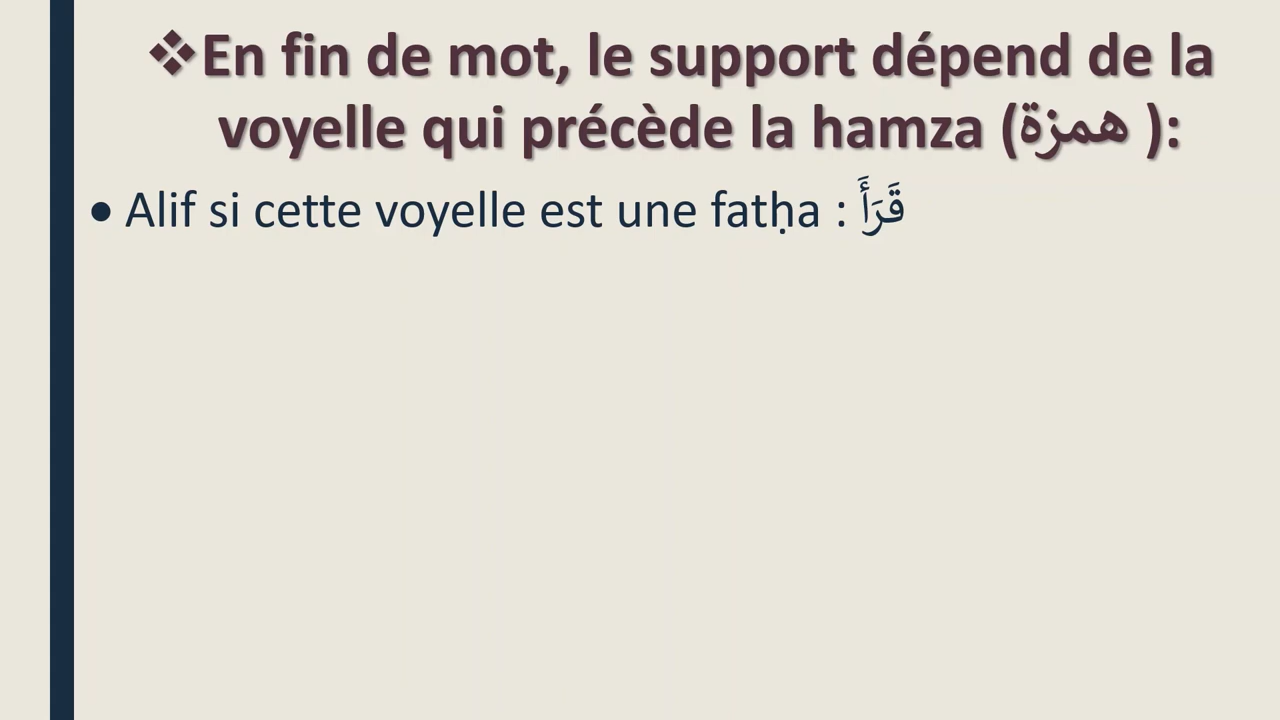 ❖En fin de mot, le support dépend de la
voyelle qui précède la hamza (همزة ):
• Alif si cette voyelle est une fatḥa : قَرَأَ